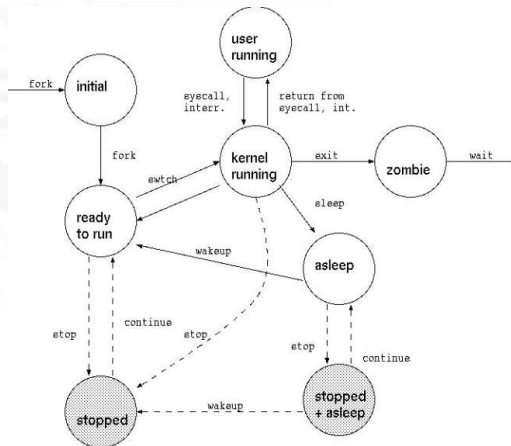 user
running
fork
initial
syscall,
interr.
return from
syscall, int.
fork
kernel
running
exit
zombie
wait
swtch
ready
to run
sleep
wakeup
asleep
stop
continue
stop
stop
continue
stopped
wakeup
stopped
+ asleep